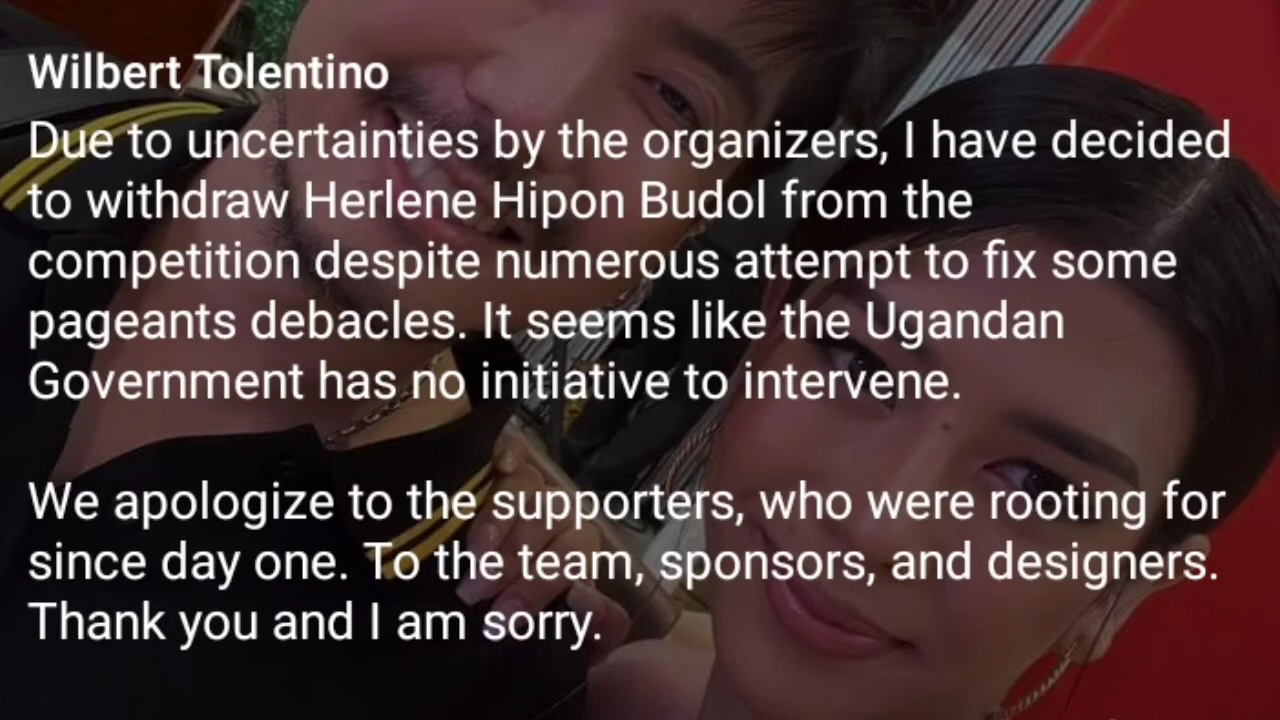 Wilbert Tolentino
Due to uncertainties by the organizers, I have decided
to withdraw Herlene Hipon Budol from the
competition despite numerous attempt to fix some
pageants debacles. It seems like the Ugandan
Government has no initiative to intervene.
We apologize to the supporters, who were rooting for
since day one. To the team, sponsors, and designers.
Thank you and I am sorry.